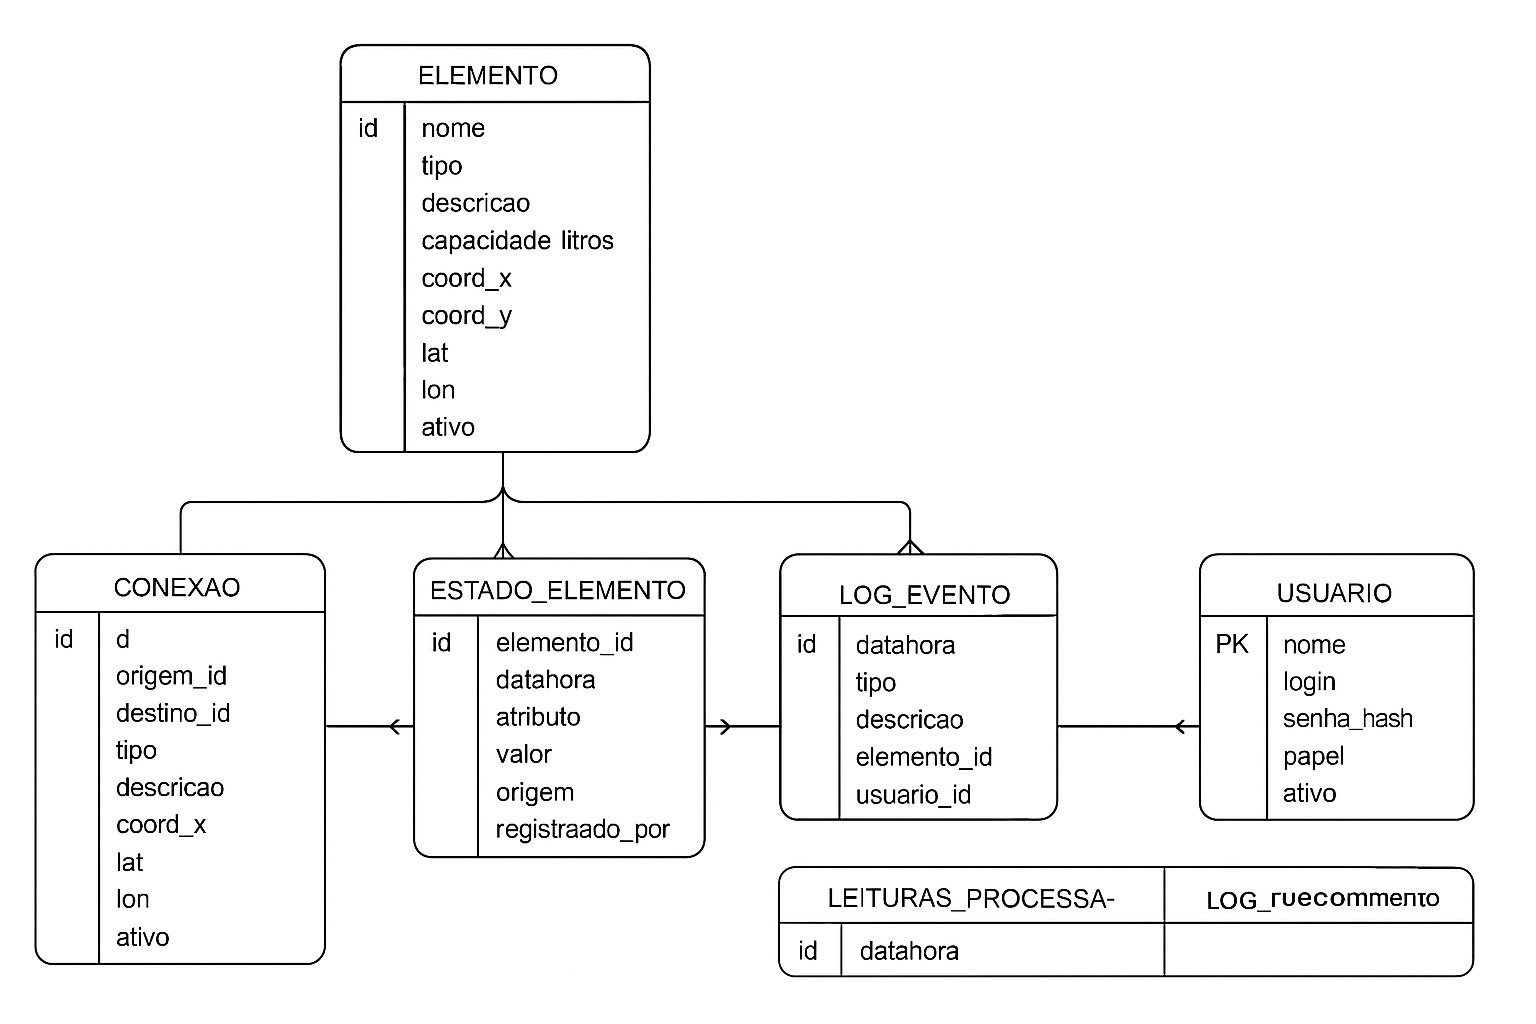 ELEMENTO
id nome
tipo
descricao
capacidade litros
coord_x
coord_y
lat
lon
ativo
CONEXAO
id d
origem_id
destino_id
tipo
descricao
coord_x
lat
lon
ativo
ESTADO_ELEMENTO
id elemento_id
datahora
atributo
valor
origem
registraado_por
LOG_EVENTO
id datahora
tipo
descricao
elemento_id
usuario_id
USUARIO
PK nome
login
senha_hash
papel
ativo
LEITURAS_PROCESSA-
id datahora
LOG_ruecommento